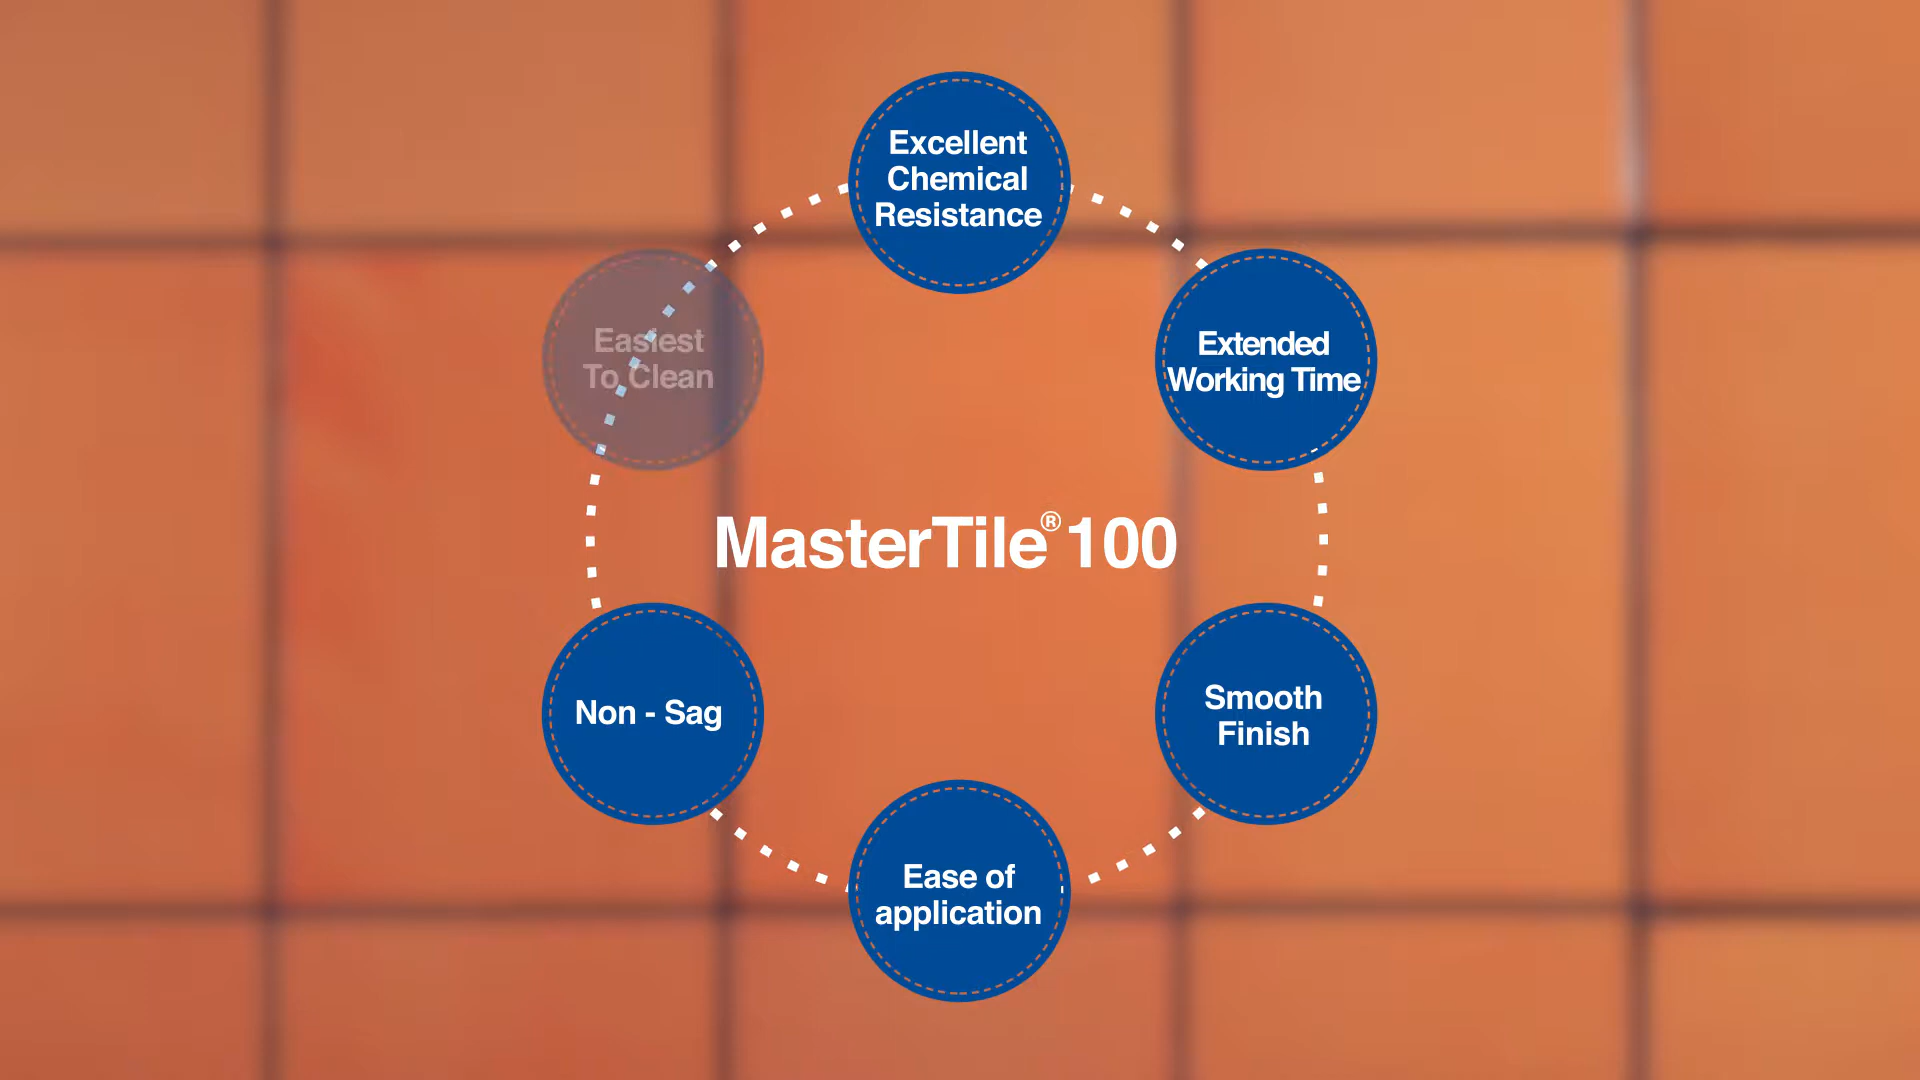 Excellent
Chemical
Resistance
Easiest
To Clean
Extended
Working Time
MasterTile® 100
Non - Sag
Smooth
Finish
Ease of
application